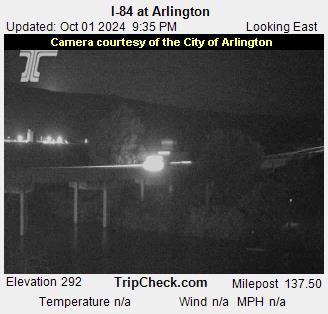 I-84 at Arlington
Updated: Oct 01 2024 9:35 PM Looking East
Camera courtesy of the City of Arlington
Elevation 292 TripCheck.com Milepost 137.50
Temperature n/a Wind n/a MPH n/a